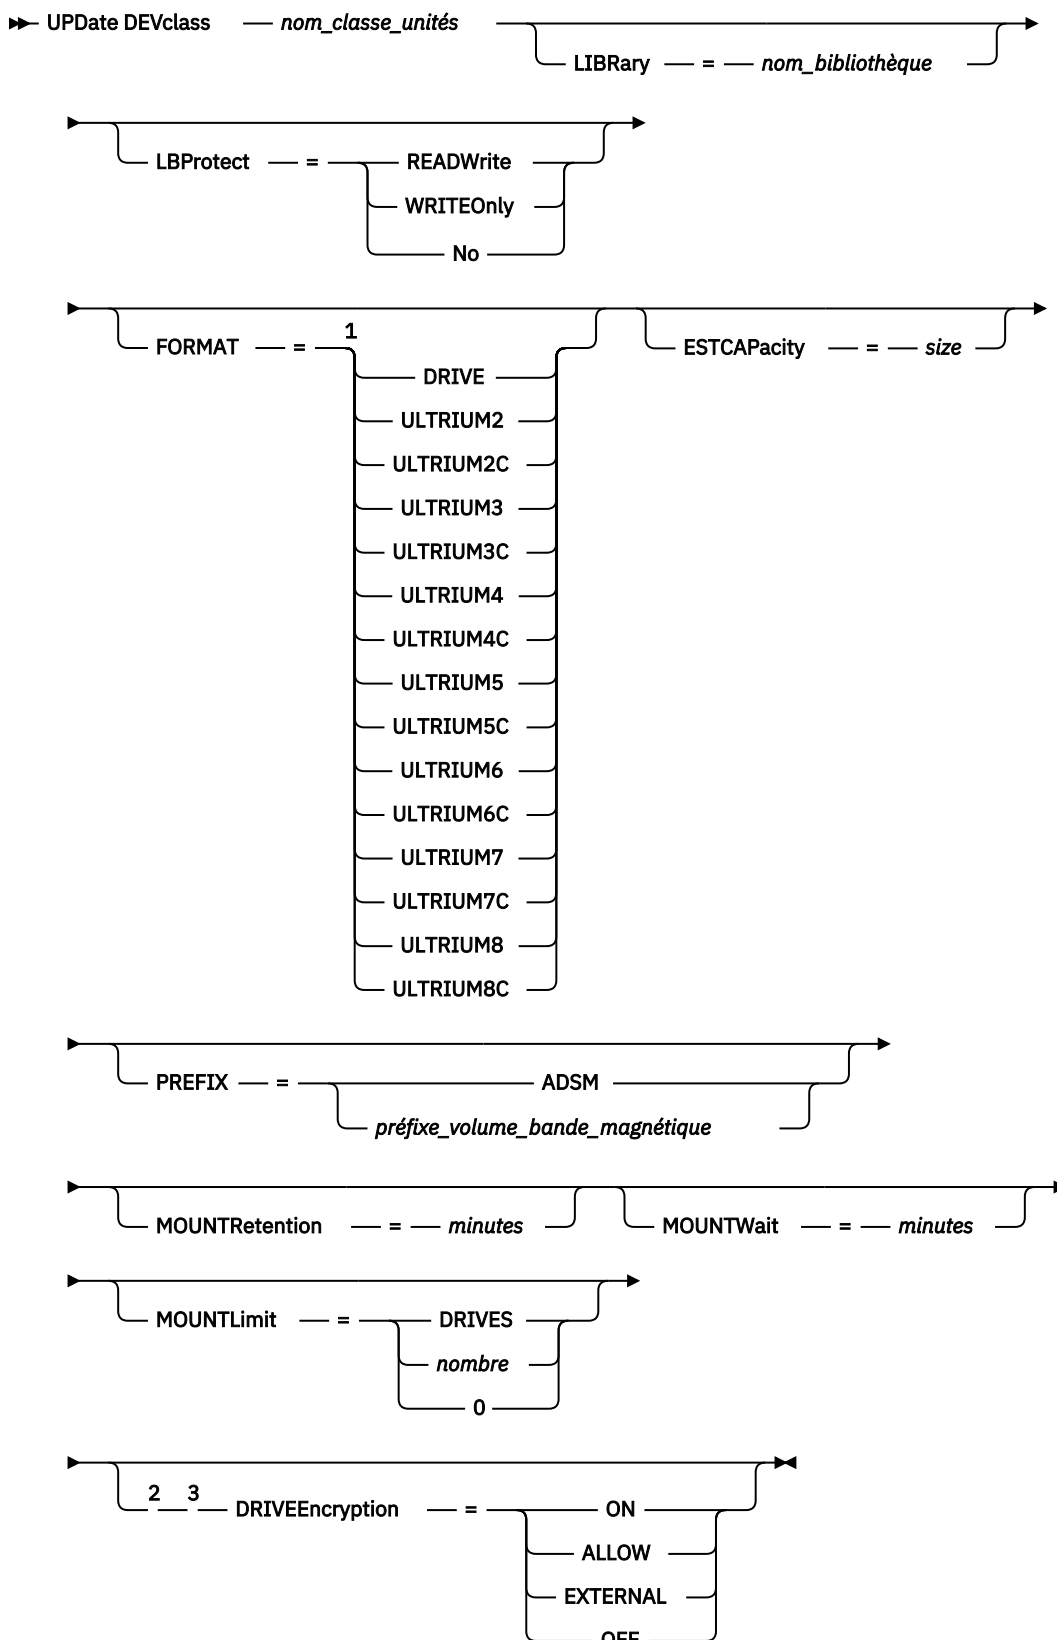 UPDate DEVclass nom_classe_unités
LIBRary = nom_bibliothèque
LBProtect = READWrite
WRITEOnly
No
1
FORMAT =
DRIVE
ULTRIUM2
ULTRIUM2C
ULTRIUM3
ULTRIUM3C
ULTRIUM4
ULTRIUM4C
ULTRIUM5
ULTRIUM5C
ULTRIUM6
ULTRIUM6C
ULTRIUM7
ULTRIUM7C
ULTRIUM8
ULTRIUM8C
ESTCAPacity = size
PREFIX = ADSM
préfixe_volume_bande_magnétique
MOUNTRetention = minutes
MOUNTWait = minutes
MOUNTLimit = DRIVES
nombre
0
2 3
DRIVEEncryption = ON
ALLOW
EXTERNAL
OFF